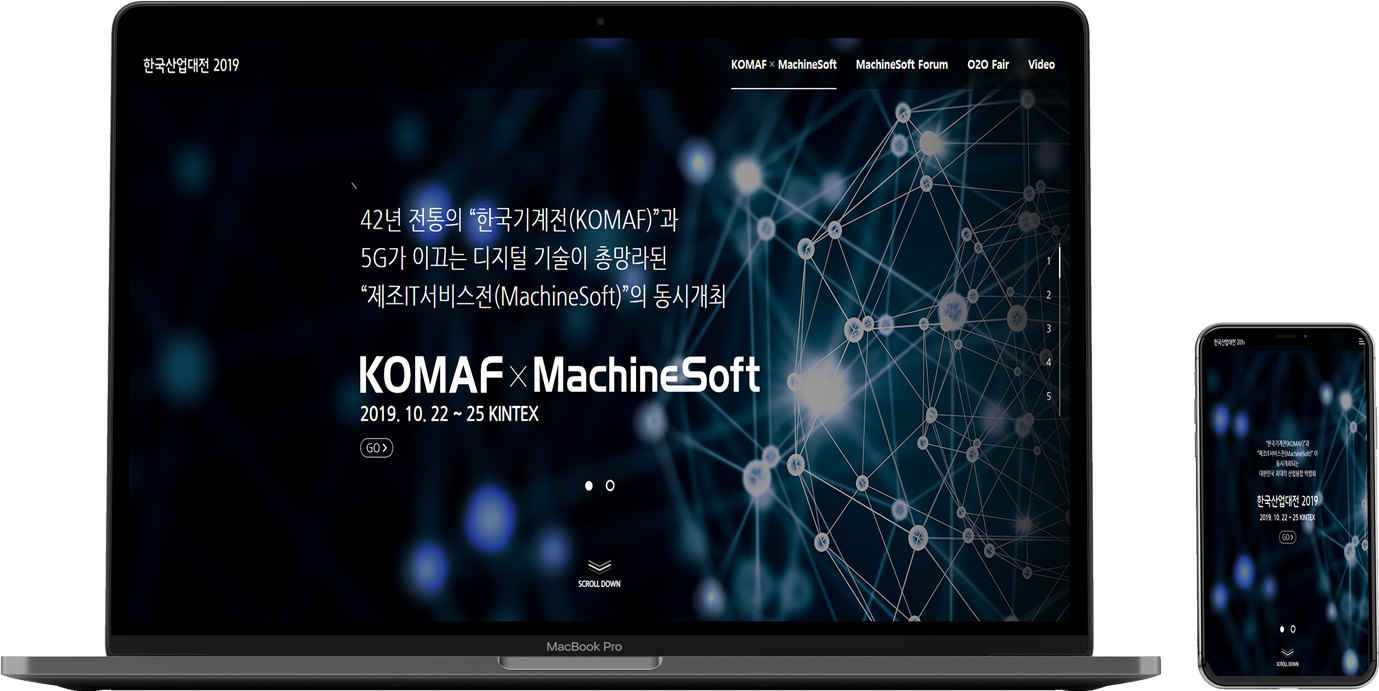 한국산업대전 2019
KOMAF × MachineSoft MachineSoft Forum O2O Fair Video
42년 전통의 “한국기계전(KOMAF)”과
5G가 이끄는 디지털 기술이 총망라된
“제조IT서비스전(MachineSoft)”의 동시개최
KOMAF × MachineSoft
2019. 10. 22 ~ 25 KINTEX
GO
1
2
3
4
5
SCROLL DOWN
MacBook Pro
한국산업대전 201
“한국기계전(KOMAF)”과
“제조IT서비스전(MachineSoft)” 이
동시개최되는
대한민국 최대의 산업융합 박람회
한국산업대전 2019
2019. 10. 22 ~ 25 KINTEX
GO
SCROLL DOWN